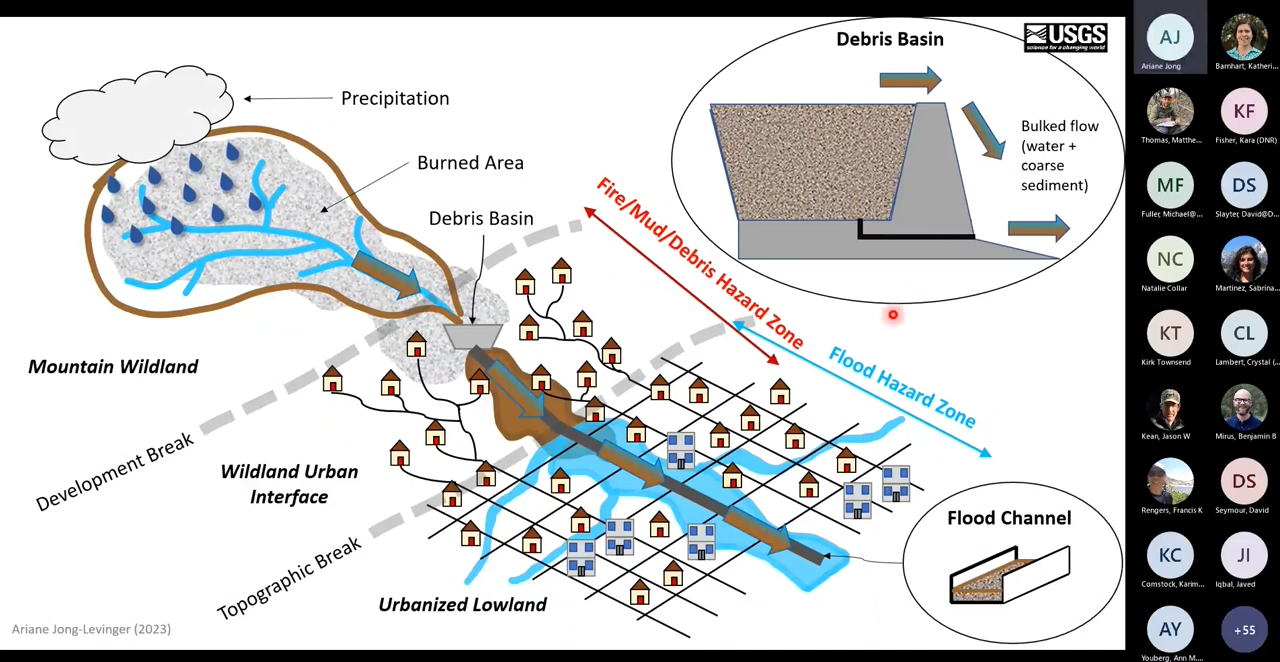 Debris Basin
USGS
science for a changing world
Precipitation
Bulked flow
(water +
coarse
sediment)
Burned Area
Debris Basin
Fire/Mud/Debris Hazard Zone
Flood Hazard Zone
Mountain Wildland
Development Break
Wildland Urban
Interface
Topographic Break
Urbanized Lowland
Flood Channel
Ariane Jong-Levinger (2023)
AJ
Ariane Jong
Barnhart, Katheri...
Thomas, Matthe...
KF
Fisher, Kara (DNR)
MF
Fuller, Michael@...
DS
Slayter, David@D...
NC
Natalie Collar
Martinez, Sabrina...
KT
Kirk Townsend
CL
Lambert, Crystal (...
Kean, Jason W
Mirus, Benjamin B
Rengers, Francis K
DS
Seymour, David
KC
Comstock, Karim...
JI
Iqbal, Javed
AY
Youberg, Ann M....
+55